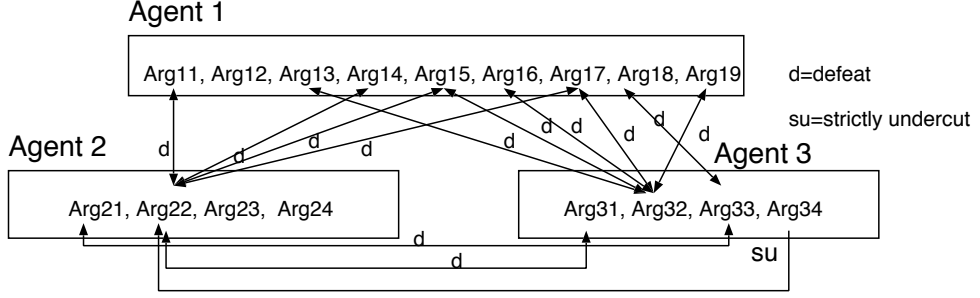 Agent 1
Arg11, Arg12, Arg13, Arg14, Arg15, Arg16, Arg17, Arg18, Arg19
d=defeat
su=strictly undercut
d
d
d
d
d
d
d
d
d
Agent 2
Agent 3
Arg21, Arg22, Arg23, Arg24
Arg31, Arg32, Arg33, Arg34
d
su
d